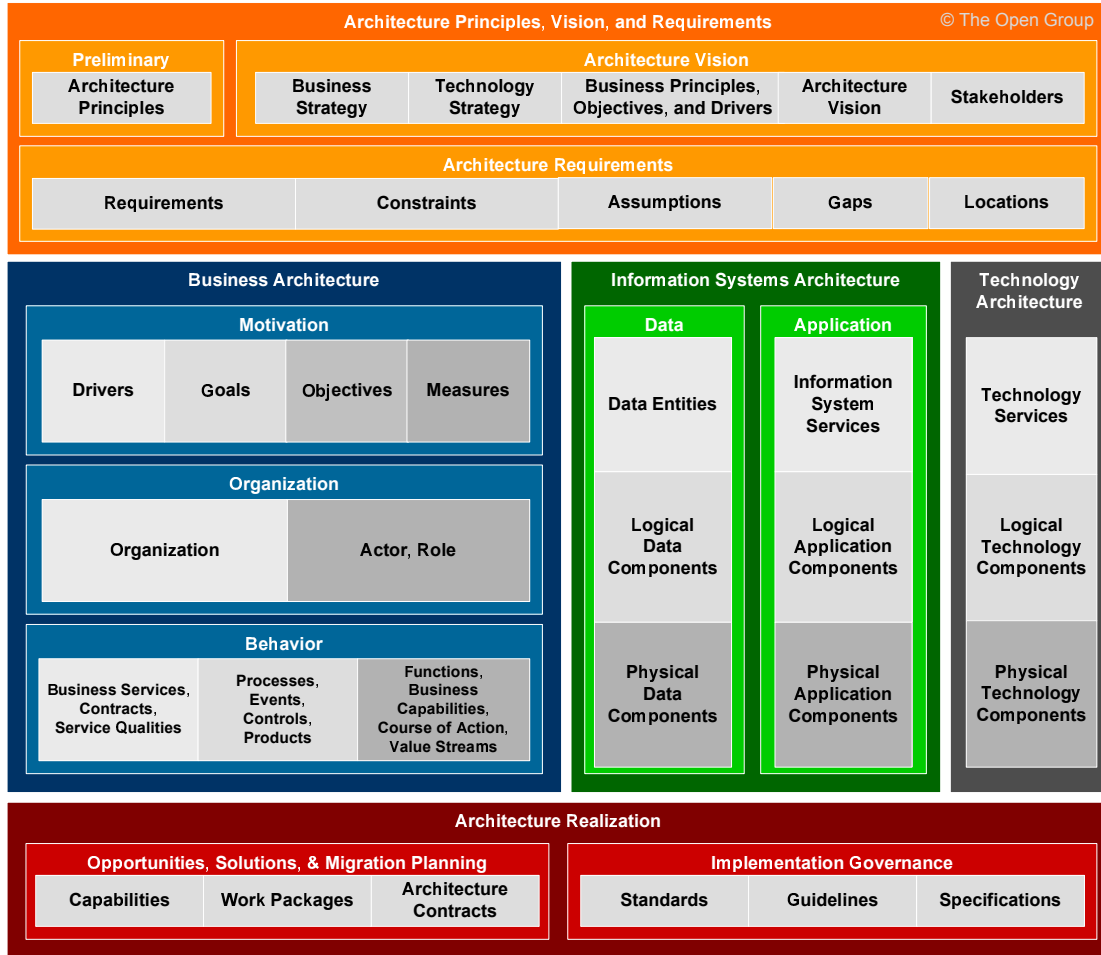 Architecture Principles, Vision, and Requirements
© The Open Group
Preliminary
Architecture
Principles
Architecture Vision
Business
Strategy
Technology
Strategy
Business Principles,
Objectives, and Drivers
Architecture
Vision
Stakeholders
Architecture Requirements
Requirements
Constraints
Assumptions
Gaps
Locations
Business Architecture
Motivation
Drivers
Goals
Objectives
Measures
Organization
Organization
Actor, Role
Behavior
Business Services,
Contracts,
Service Qualities
Processes,
Events,
Controls,
Products
Functions,
Business
Capabilities,
Course of Action,
Value Streams
Information Systems Architecture
Data
Data Entities
Logical
Data
Components
Physical
Data
Components
Application
Information
System
Services
Logical
Application
Components
Physical
Application
Components
Technology
Architecture
Technology
Services
Logical
Technology
Components
Physical
Technology
Components
Architecture Realization
Opportunities, Solutions, & Migration Planning
Capabilities
Work Packages
Architecture
Contracts
Implementation Governance
Standards
Guidelines
Specifications